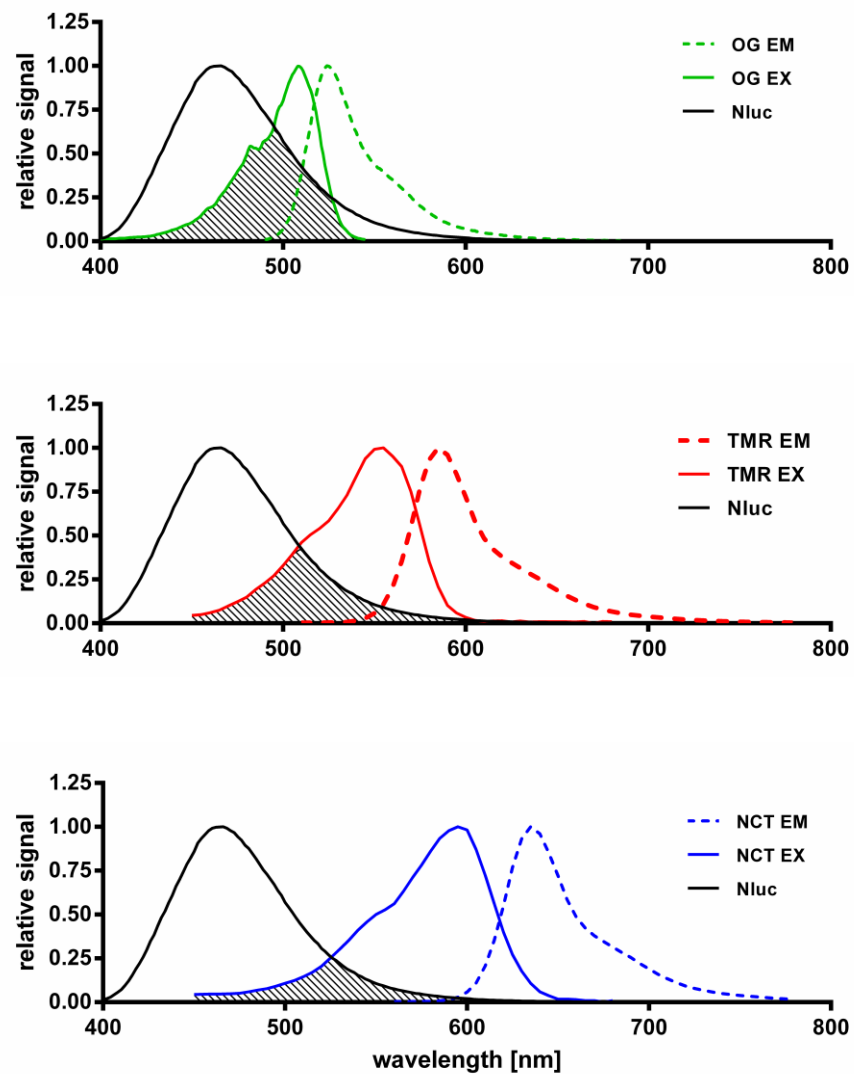 relative signal
1.25
1.00
0.75
0.50
0.25
0.00
400 500 600 700 800
OG EM
OG EX
Nluc
relative signal
1.25
1.00
0.75
0.50
0.25
0.00
400 500 600 700 800
TMR EM
TMR EX
Nluc
relative signal
1.25
1.00
0.75
0.50
0.25
0.00
400 500 600 700 800
NCT EM
NCT EX
Nluc
wavelength [nm]